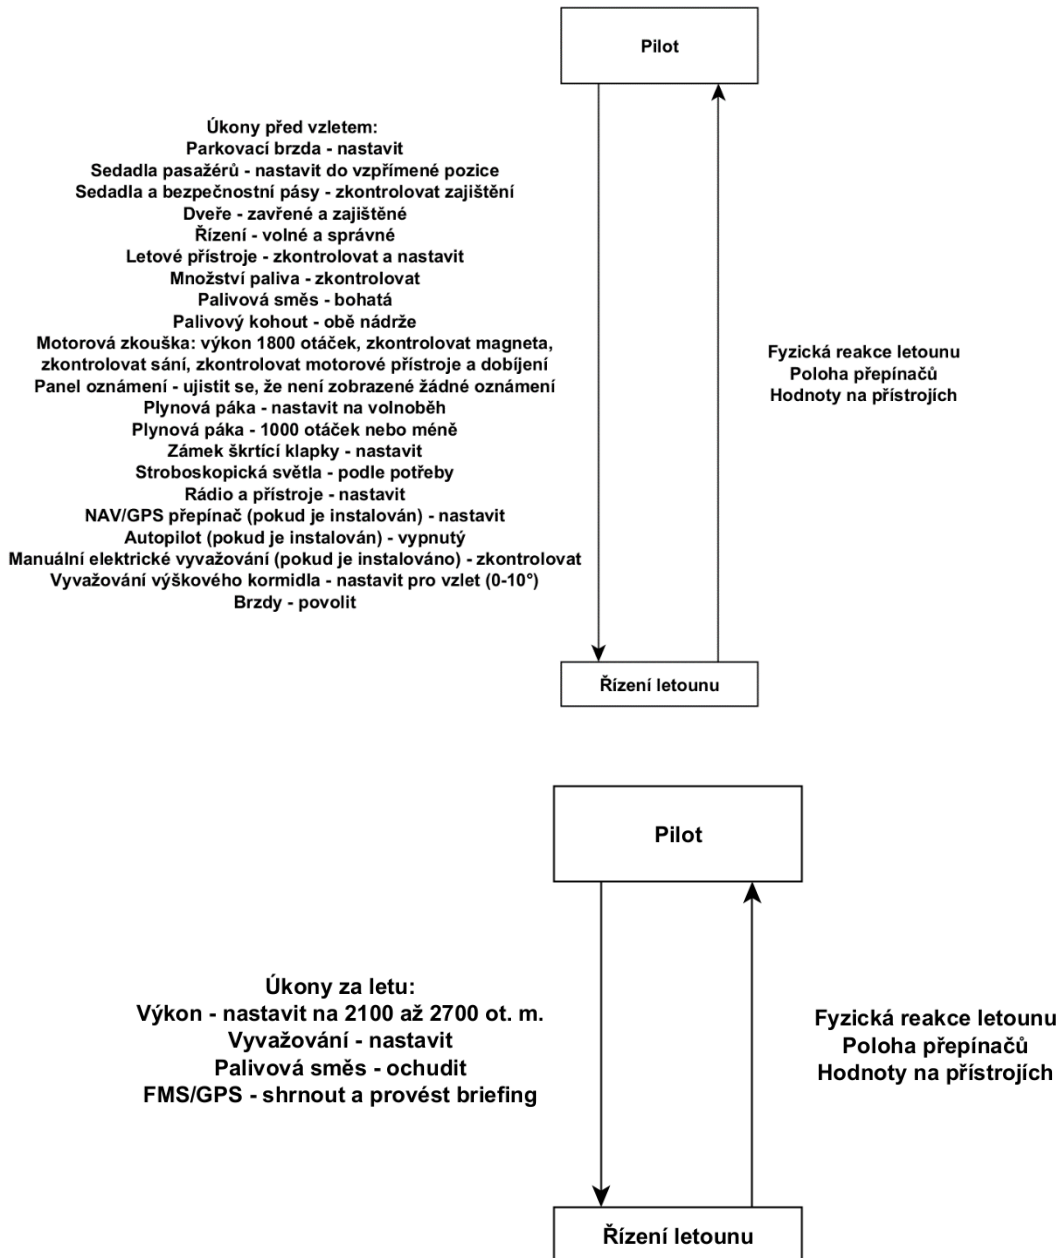 Pilot
Úkony před vzletem:
Parkovací brzda - nastavit
Sedadla pasažérů - nastavit do vzpřímené pozice
Sedadla a bezpečnostní pásy - zkontrolovat zajištění
Dveře - zavřené a zajištěné
Řízení - volné a správné
Letové přístroje - zkontrolovat a nastavit
Množství paliva - zkontrolovat
Palivová směs - bohatá
Palivový kohout - obě nádrže
Motorová zkouška: výkon 1800 otáček, zkontrolovat magneta,
zkontrolovat sání, zkontrolovat motorové přístroje a dobíjení
Panel oznámení - ujistit se, že není zobrazené žádné oznámení
Plynová páka - nastavit na volnoběh
Plynová páka - 1000 otáček nebo méně
Zámek škrtící klapky - nastavit
Stroboskopická světla - podle potřeby
Rádio a přístroje - nastavit
NAV/GPS přepínač (pokud je instalován) - nastavit
Autopilot (pokud je instalován) - vypnutý
Manuální elektrické vyvažování (pokud je instalováno) - zkontrolovat
Vyvažování výškového kormidla - nastavit pro vzlet (0-10°)
Brzdy - povolit
Fyzická reakce letounu
Poloha přepínačů
Hodnoty na přístrojích
Řízení letounu
Pilot
Úkony za letu:
Výkon - nastavit na 2100 až 2700 ot. m.
Vyvažování - nastavit
Palivová směs - ochudit
FMS/GPS - shrnout a provést briefing
Fyzická reakce letounu
Poloha přepínačů
Hodnoty na přístrojích
Řízení letounu